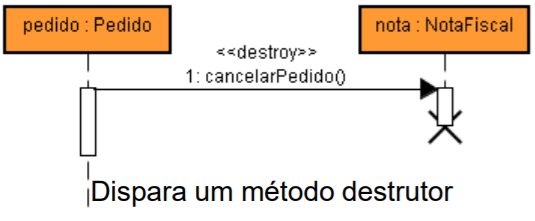 pedido : Pedido
nota : NotaFiscal
<<destroy>>
1: cancelarPedido()
Dispara um método destrutor